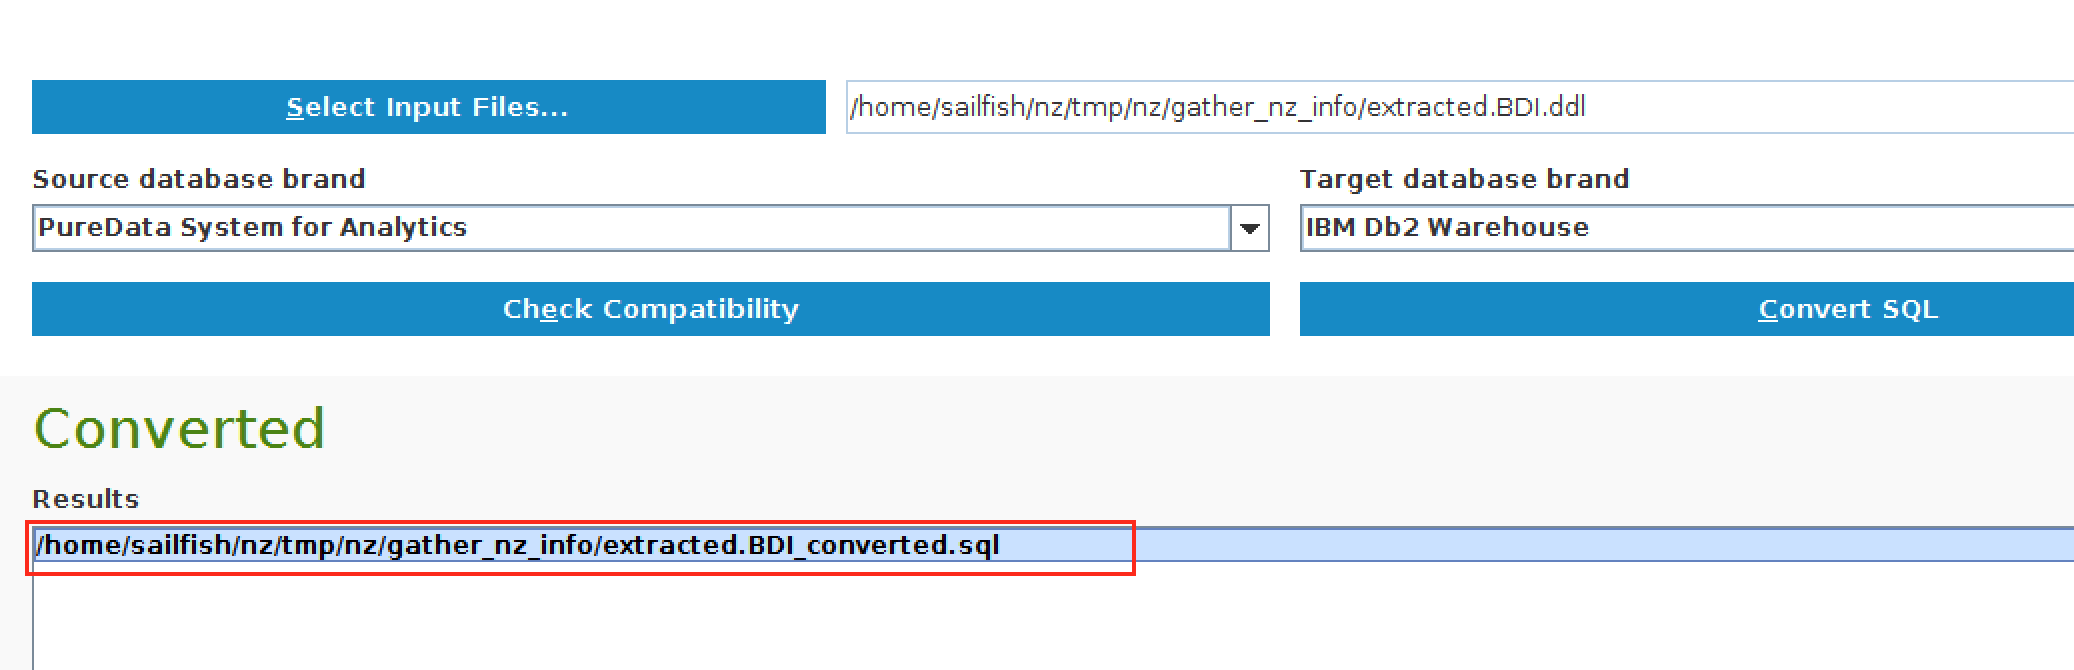 Select Input Files...
/home/sailfish/nz/tmp/nz/gather_nz_info/extracted.BDI.ddl
Source database brand
Target database brand
PureData System for Analytics
IBM Db2 Warehouse
Check Compatibility
Convert SQL
Converted
Results
/home/sailfish/nz/tmp/nz/gather_nz_info/extracted.BDI_converted.sql